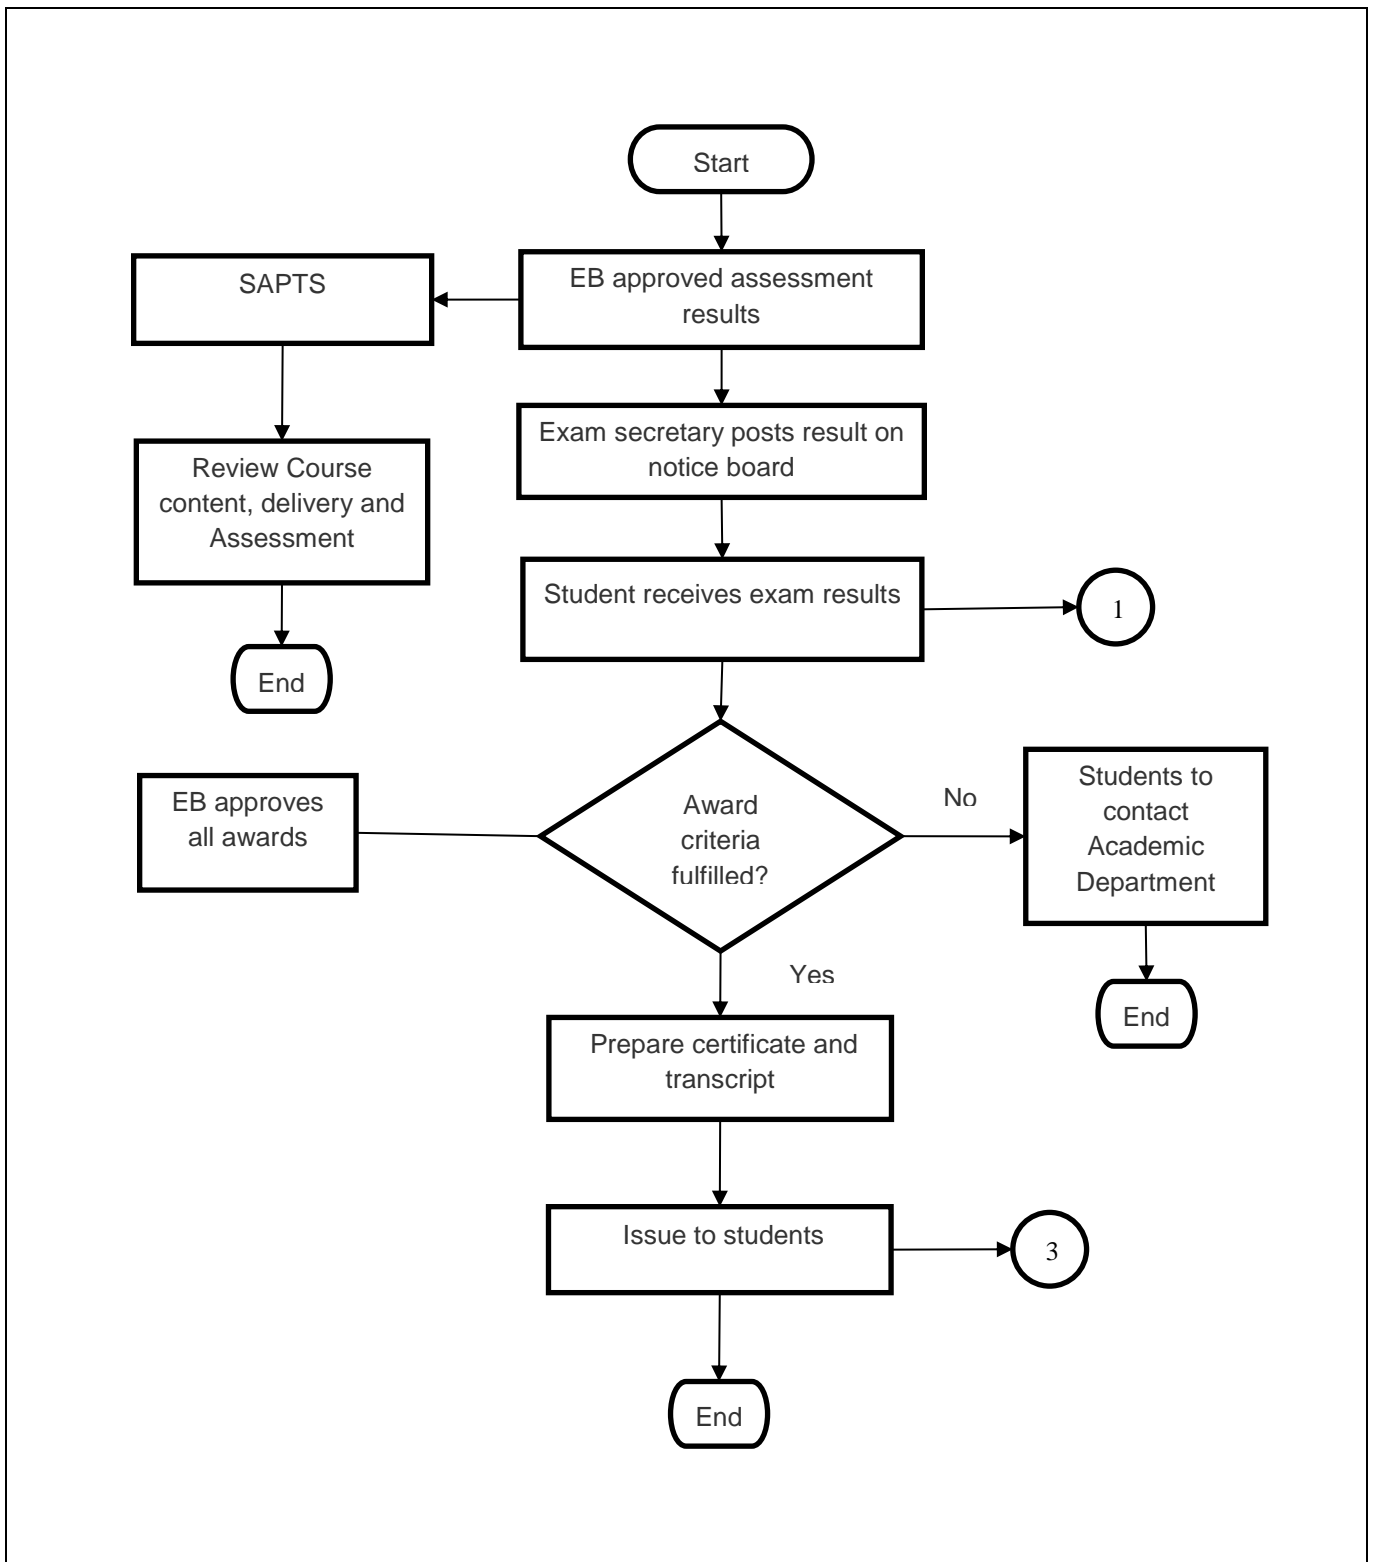 Start
SAPTS
EB approved assessment
results
Exam secretary posts result on
notice board
Review Course
content, delivery and
Assessment
Student receives exam results
1
End
EB approves
all awards
Award
criteria
fulfilled?
No
Students to
contact
Academic
Department
Yes
End
Prepare certificate and
transcript
Issue to students
3
End